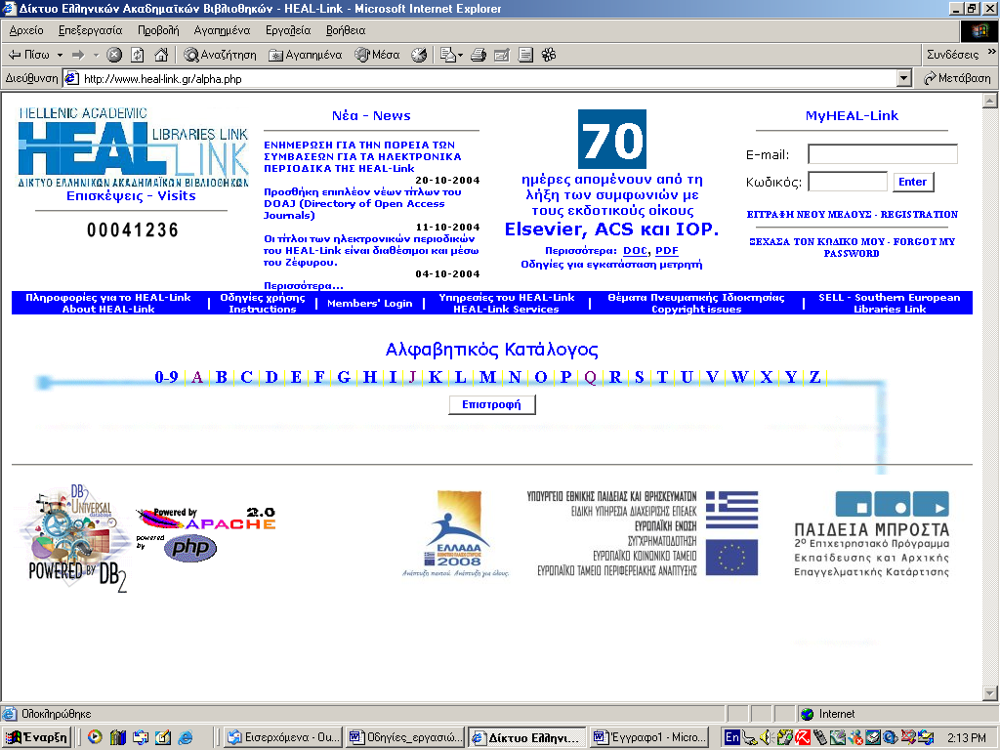 Δίκτυο Ελληνικών Ακαδημαϊκών Βιβλιοθηκών - HEAL-Link - Microsoft Internet Explorer
Αρχείο Επεξεργασία Προβολή Αγαπημένα Εργαλεία Βοήθεια
Πίσω Αναζήτηση Αγαπημένα Μέσα Συνδέσεις »
Διεύθυνση http://www.heal-link.gr/alpha.php Μετάβαση
HELLENIC ACADEMIC
HEAL LIBRARIES LINK
LINK
ΔΙΚΤΥΟ ΕΛΛΗΝΙΚΩΝ ΑΚΑΔΗΜΑΪΚΩΝ ΒΙΒΛΙΟΘΗΚΩΝ
Επισκέψεις - Visits
00041236
Νέα - News
ΕΝΗΜΕΡΩΣΗ ΓΙΑ ΤΗΝ ΠΟΡΕΙΑ ΤΩΝ
ΣΥΜΒΑΣΕΩΝ ΓΙΑ ΤΑ ΗΛΕΚΤΡΟΝΙΚΑ
ΠΕΡΙΟΔΙΚΑ ΤΗΣ HEAL-Link
20-10-2004
Προσθήκη επιπλέον νέων τίτλων του
DOAJ (Directory of Open Access
Journals)
11-10-2004
Οι τίτλοι των ηλεκτρονικών περιοδικών
του HEAL-Link είναι διαθέσιμοι και μέσω
του Ζέφυρου.
04-10-2004
Περισσότερα...
70
ημέρες απομένουν από τη
λήξη των συμφωνιών με
τους εκδοτικούς οίκους
Elsevier, ACS και IOP.
Περισσότερα: DOC, PDF
Οδηγίες για εγκατάσταση μετρητή
MyHEAL-Link
E-mail:
Κωδικός: Enter
ΕΓΓΡΑΦΗ ΝΕΟΥ ΜΕΛΟΥΣ - REGISTRATION
ΞΕΧΑΣΑ ΤΟΝ ΚΩΔΙΚΟ ΜΟΥ - FORGOT MY
PASSWORD
Πληροφορίες για το HEAL-Link | Οδηγίες χρήσης | Members' Login | Υπηρεσίες του HEAL-Link | Θέματα Πνευματικής Ιδιοκτησίας | SELL - Southern European
About HEAL-Link Instructions HEAL-Link Services Copyright issues Libraries Link
Αλφαβητικός Κατάλογος
0-9 | A | B | C | D | E | F | G | H | I | J | K | L | M | N | O | P | Q | R | S | T | U | V | W | X | Y | Z |
Επιστροφή
DB2
Universal
database
POWERED BY DB2
Powered by 2.0
APACHE
powered
by php
ΕΛΛΑΔΑ
2008
Ανάπτυξη παντού. Ανάπτυξη για όλους.
ΥΠΟΥΡΓΕΙΟ ΕΘΝΙΚΗΣ ΠΑΙΔΕΙΑΣ ΚΑΙ ΘΡΗΣΚΕΥΜΑΤΩΝ
ΕΙΔΙΚΗ ΥΠΗΡΕΣΙΑ ΔΙΑΧΕΙΡΙΣΗΣ ΕΠΕΑΕΚ
ΕΥΡΩΠΑΪΚΗ ΕΝΩΣΗ
ΣΥΓΧΡΗΜΑΤΟΔΟΤΗΣΗ
ΕΥΡΩΠΑΪΚΟ ΚΟΙΝΩΝΙΚΟ ΤΑΜΕΙΟ
ΕΥΡΩΠΑΪΚΟ ΤΑΜΕΙΟ ΠΕΡΙΦΕΡΕΙΑΚΗΣ ΑΝΑΠΤΥΞΗΣ
ΠΑΙΔΕΙΑ ΜΠΡΟΣΤΑ
2º Επιχειρησιακό Πρόγραμμα
Εκπαίδευσης και Αρχικής
Επαγγελματικής Κατάρτισης
Ολοκληρώθηκε Internet
Έναρξη Εισερχόμενα - Ou... Οδηγίες_εργασιώ... Δίκτυο Ελληνι... Έγγραφο1 - Micro... En 2:13 PM